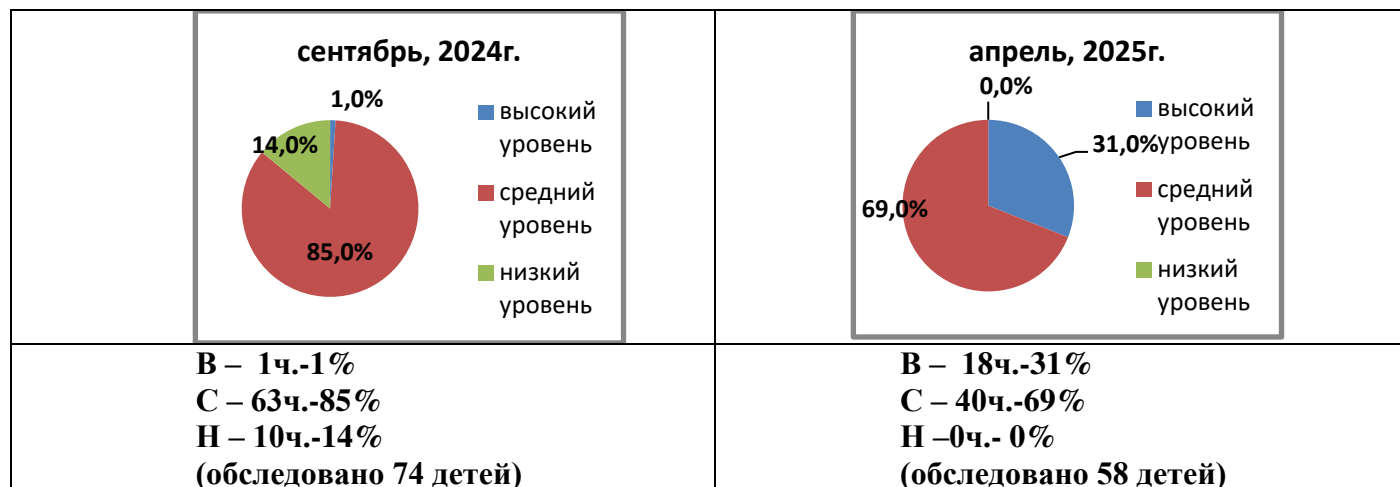 сентябрь, 2024г.
1,0%
14,0%
85,0%
высокий
уровень
средний
уровень
низкий
уровень
апрель, 2025г.
0,0%
31,0%
69,0%
высокий
уровень
средний
уровень
низкий
уровень
В – 1ч.-1%
С – 63ч.-85%
Н – 10ч.-14%
(обследовано 74 детей)
В – 18ч.-31%
С – 40ч.-69%
Н –0ч.- 0%
(обследовано 58 детей)